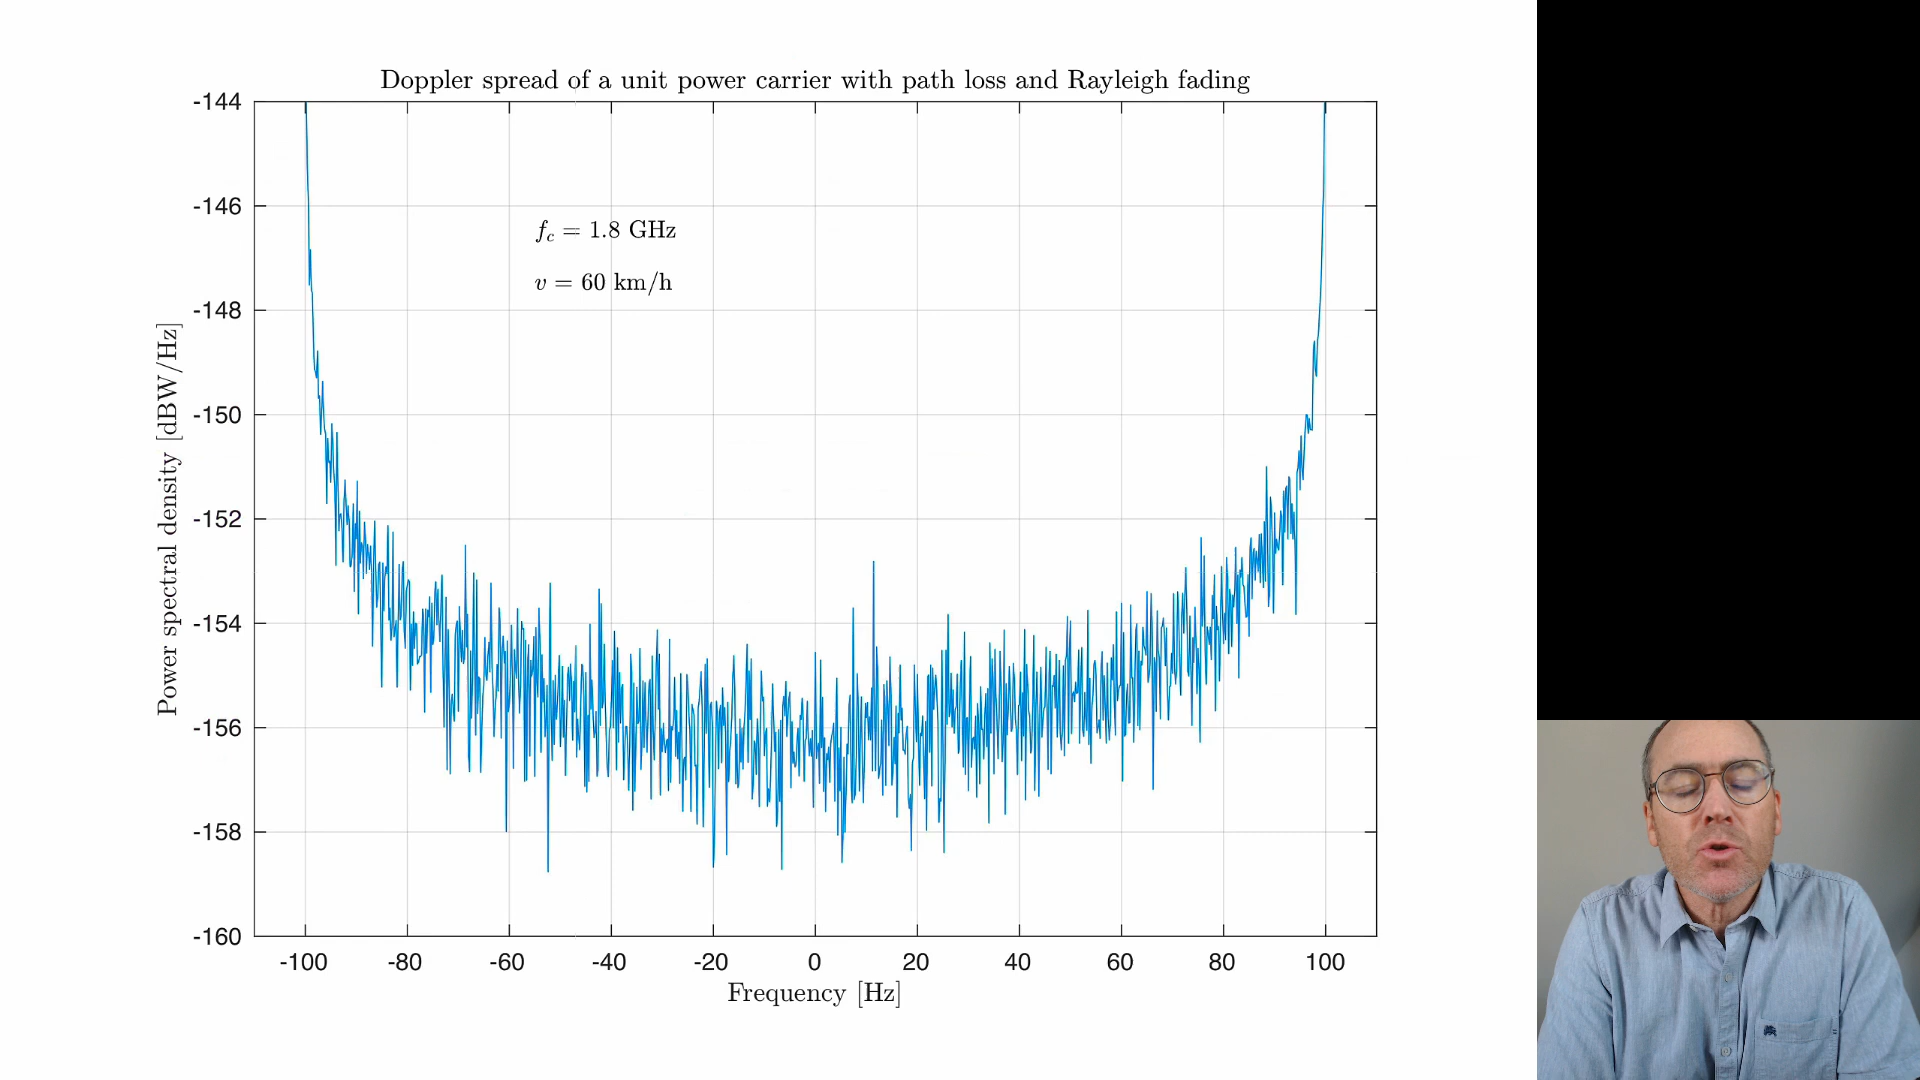 Doppler spread of a unit power carrier with path loss and Rayleigh fading
-144
-146
-148
-150
-152
-154
-156
-158
-160
Power spectral density [dBW/Hz]
f_c = 1.8 GHz
v = 60 km/h
-100 -80 -60 -40 -20 0 20 40 60 80 100
Frequency [Hz]